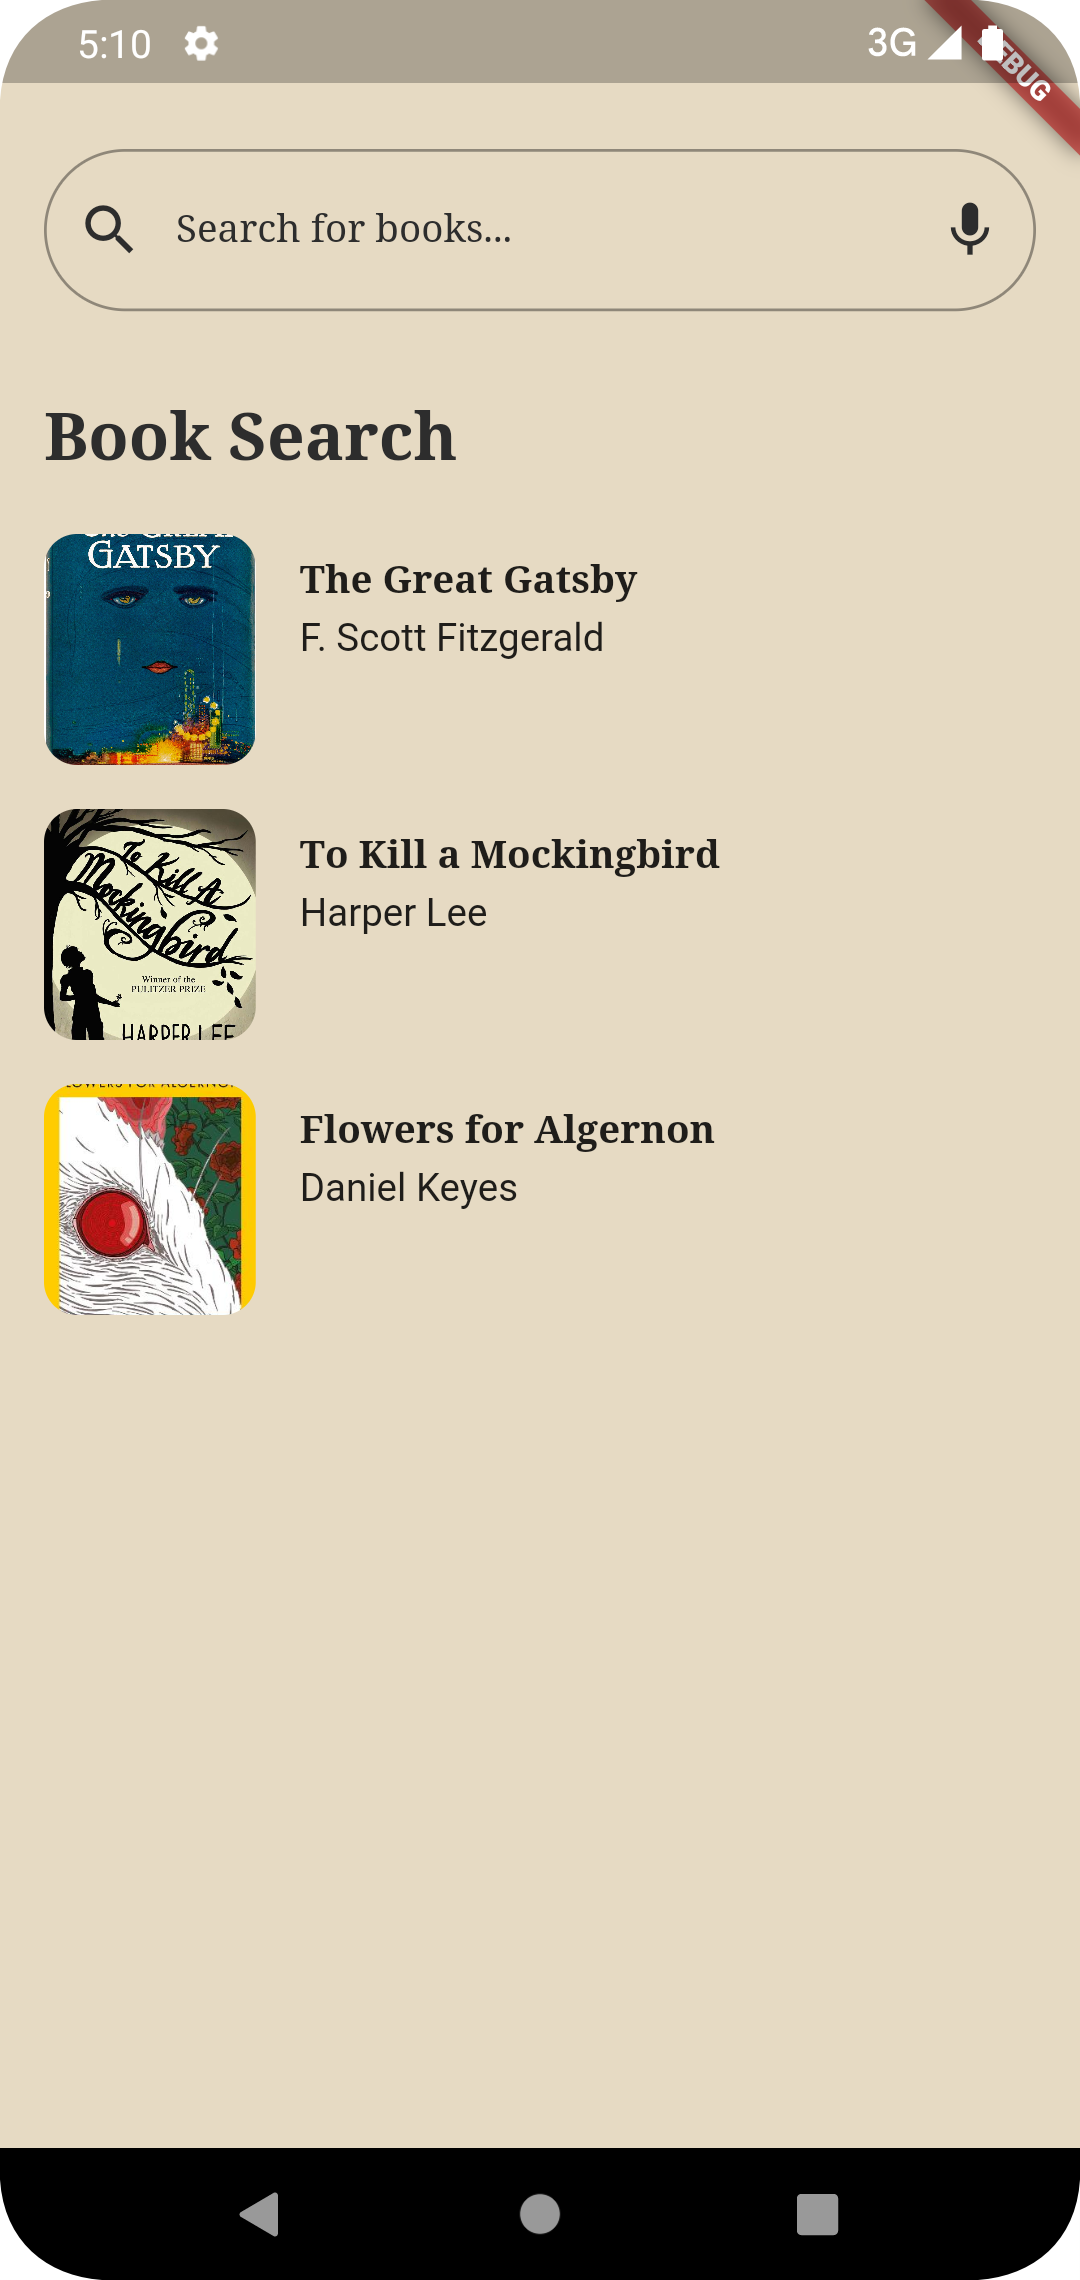 5:10
3G
DEBUG
Search for books...
Book Search
GATSBY
The Great Gatsby
F. Scott Fitzgerald
To Kill A
Mockingbird
Winner of the
PULITZER PRIZE
HARPER LEE
To Kill a Mockingbird
Harper Lee
Flowers for Algernon
Daniel Keyes